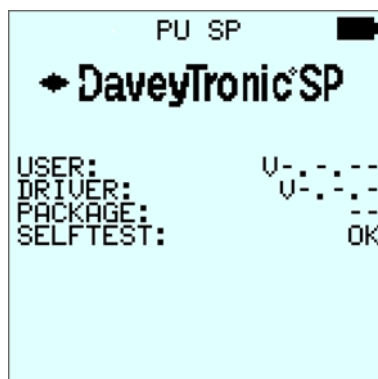 PU SP
DaveyTronic®SP
USER: V-.-.--
DRIVER: V-.-.-
PACKAGE: --
SELFTEST: OK